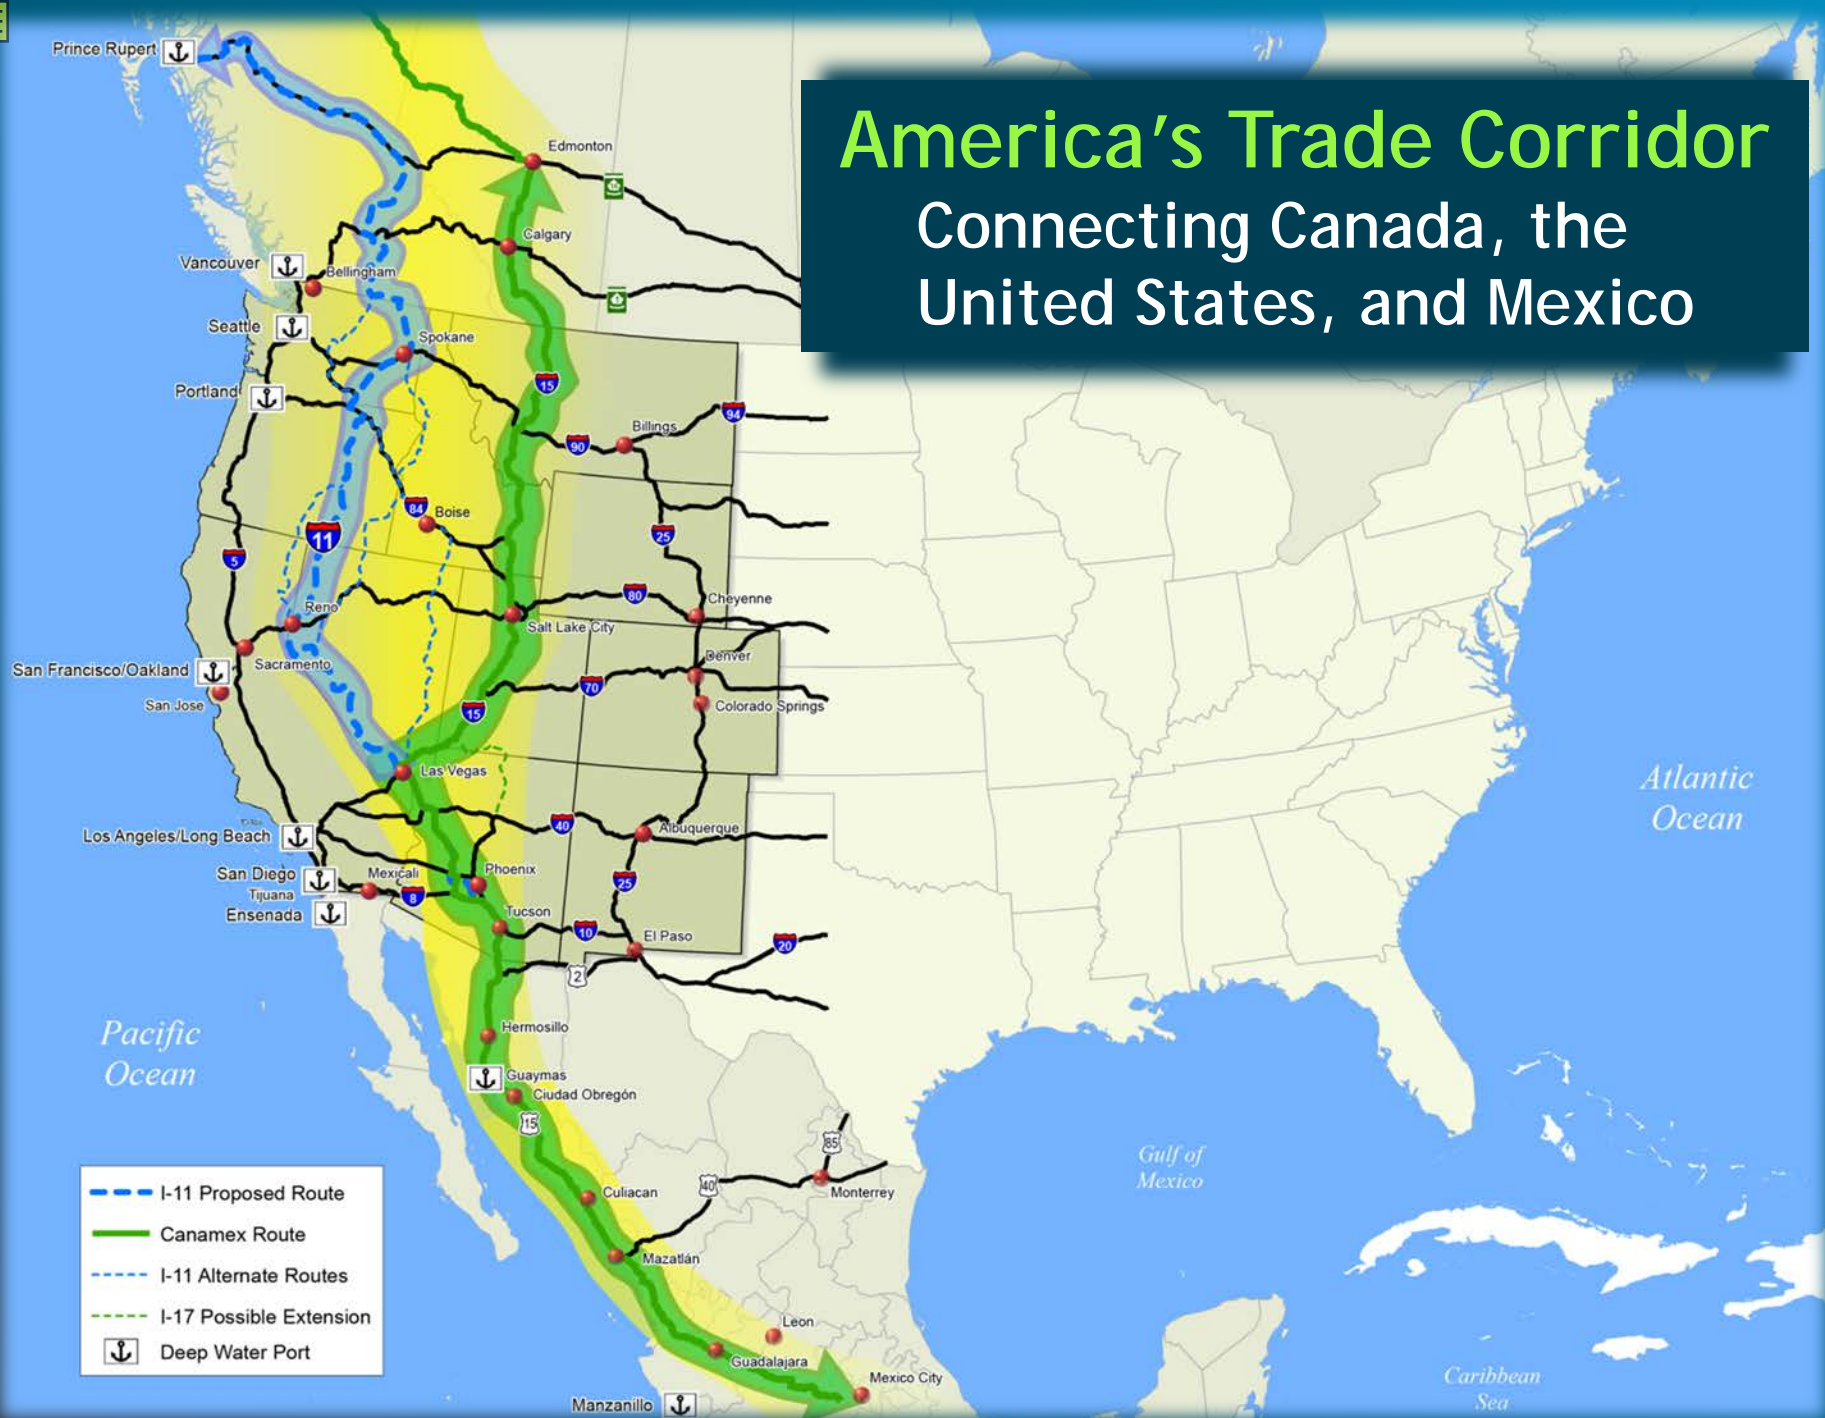 America's Trade Corridor
Connecting Canada, the
United States, and Mexico
Prince Rupert
Edmonton
16
Calgary
Vancouver
Bellingham
1
Seattle
Spokane
Portland
15
94
Billings
90
84
Boise
11
25
5
80
Cheyenne
Reno
Salt Lake City
Sacramento
Denver
San Francisco/Oakland
70
San Jose
15
Colorado Springs
Las Vegas
Atlantic
Ocean
40
Albuquerque
Los Angeles/Long Beach
Phoenix
San Diego
Mexicali
25
Tijuana
8
Ensenada
Tucson
10
El Paso
20
2
Pacific
Ocean
Hermosillo
Guaymas
Ciudad Obregón
15
85
Gulf of
Mexico
40
Culiacan
Monterrey
Mazatlán
Leon
Guadalajara
Mexico City
Manzanillo
Caribbean
Sea
I-11 Proposed Route
Canamex Route
I-11 Alternate Routes
I-17 Possible Extension
Deep Water Port